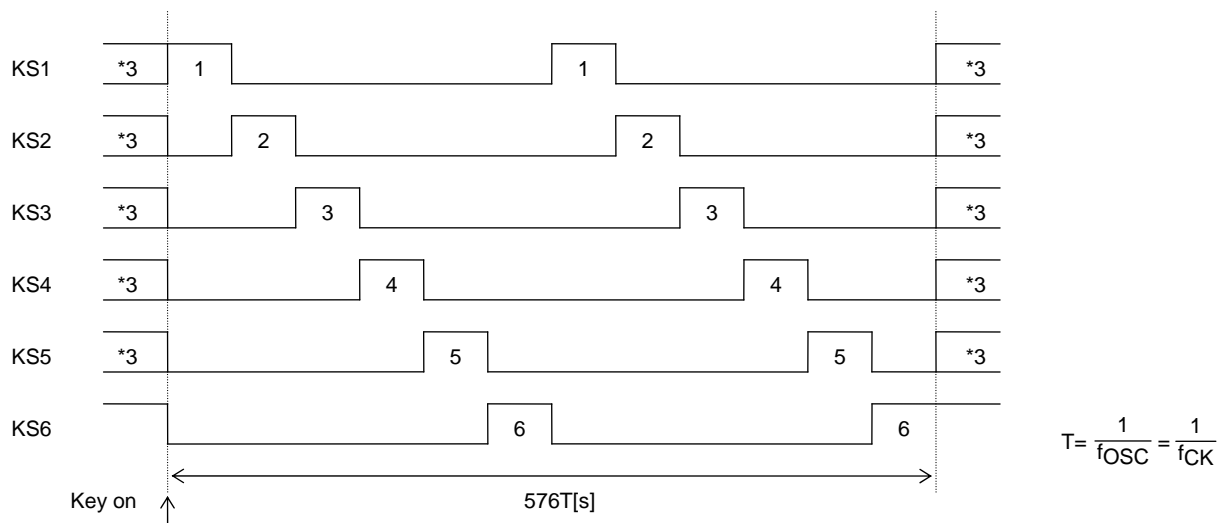 KS1 *3 1 1 *3
KS2 *3 2 2 *3
KS3 *3 3 3 *3
KS4 *3 4 4 *3
KS5 *3 5 5 *3
KS6 6 6
T= 1/fOSC = 1/fCK
Key on 576T[s]